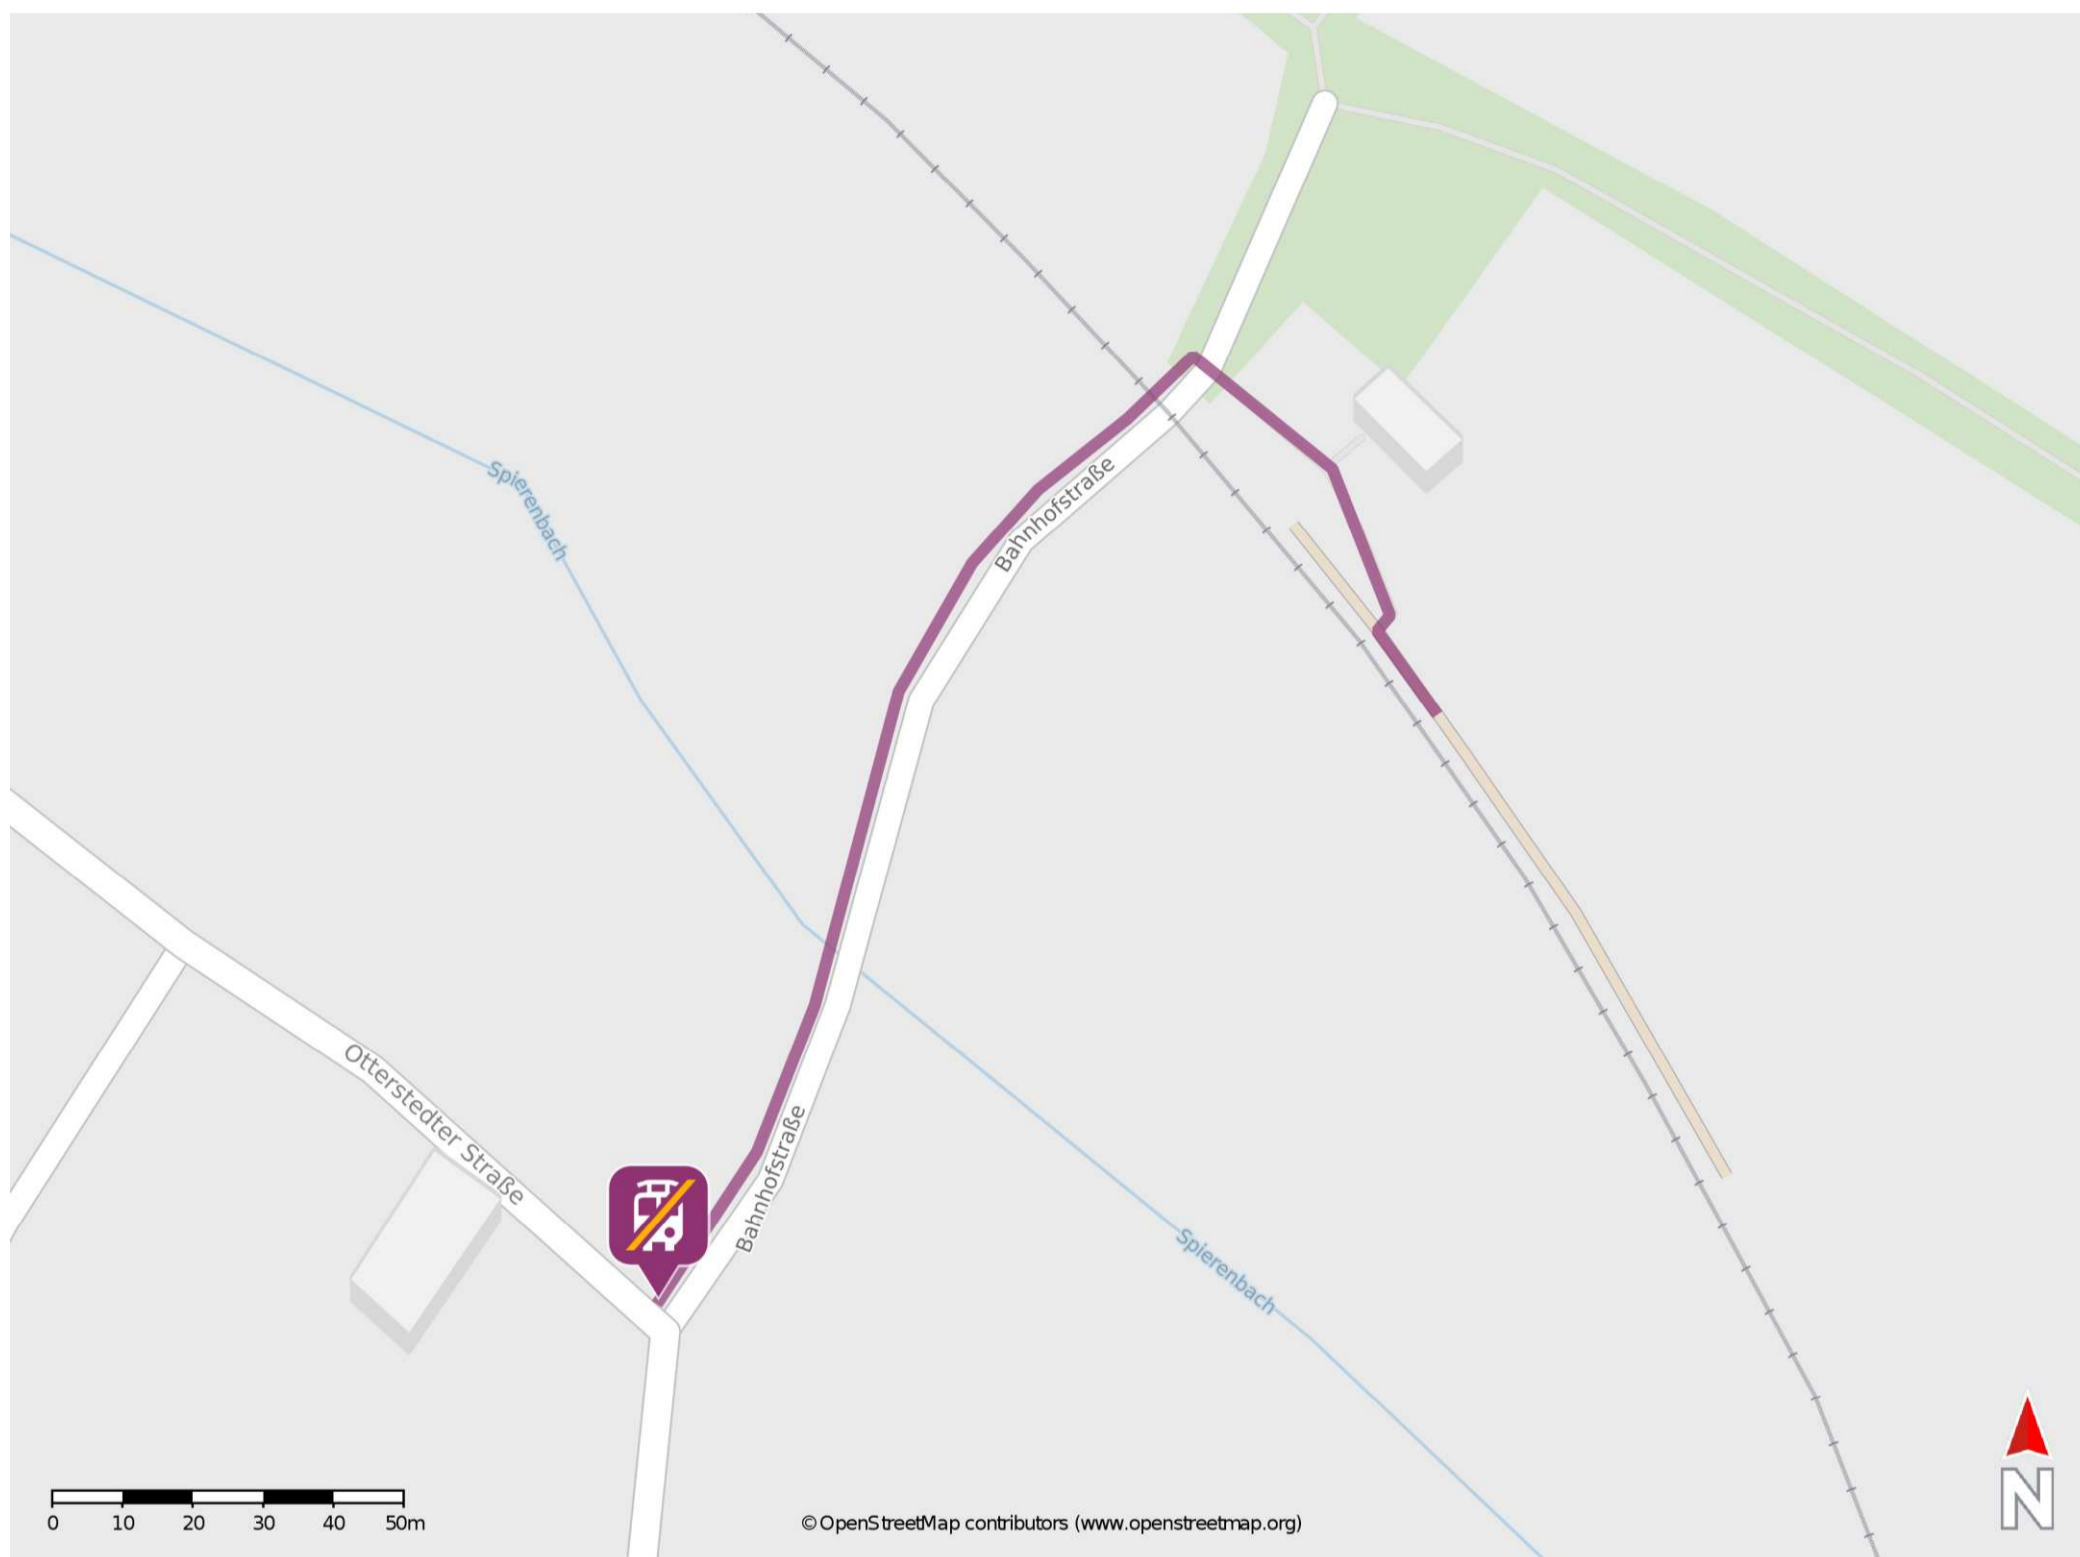 Spierenbach
Bahnhofstraße
Otterstedter Straße
Bahnhofstraße
Spierenbach
N
0 10 20 30 40 50m
©OpenStreetMap contributors (www.openstreetmap.org)